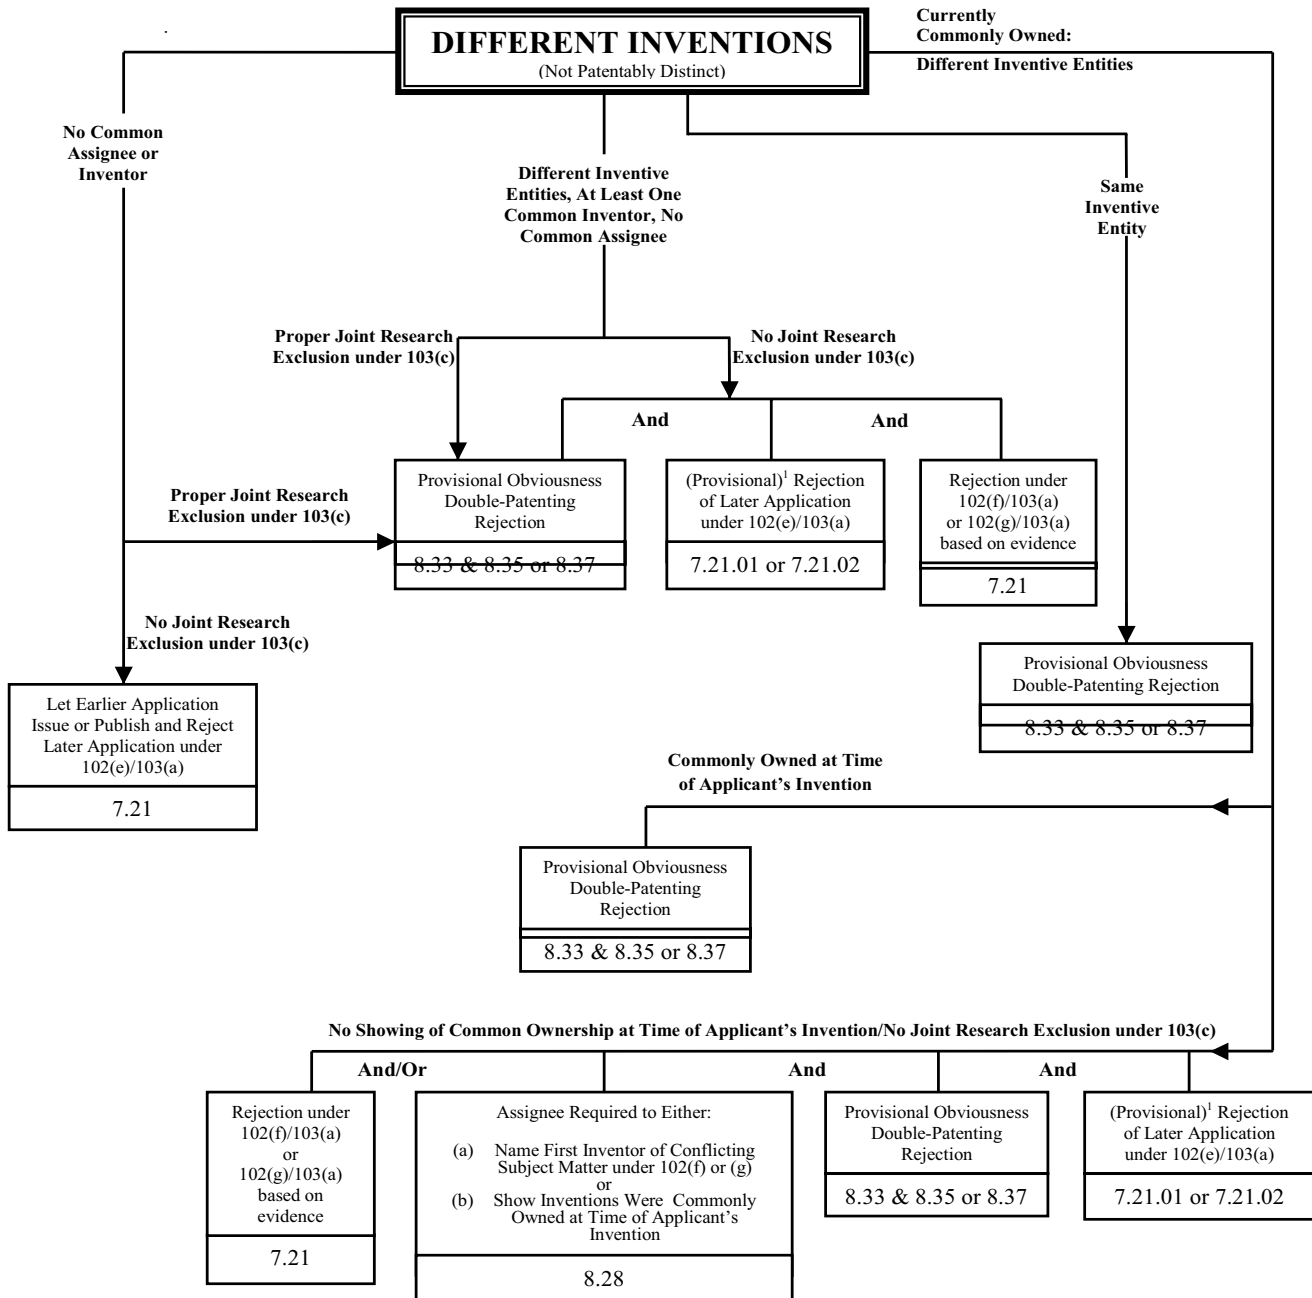 DIFFERENT INVENTIONS
(Not Patentably Distinct)
Currently
Commonly Owned:
Different Inventive Entities
No Common
Assignee or
Inventor
Different Inventive
Entities, At Least One
Common Inventor, No
Common Assignee
Same
Inventive
Entity
Proper Joint Research
Exclusion under 103(c)
No Joint Research
Exclusion under 103(c)
And
And
Provisional Obviousness
Double-Patenting
Rejection
8.33 & 8.35 or 8.37
(Provisional)¹ Rejection
of Later Application
under 102(e)/103(a)
7.21.01 or 7.21.02
Rejection under
102(f)/103(a)
or 102(g)/103(a)
based on evidence
7.21
Proper Joint Research
Exclusion under 103(c)
No Joint Research
Exclusion under 103(c)
Let Earlier Application
Issue or Publish and Reject
Later Application under
102(e)/103(a)
7.21
Provisional Obviousness
Double-Patenting Rejection
8.33 & 8.35 or 8.37
Commonly Owned at Time
of Applicant’s Invention
Provisional Obviousness
Double-Patenting
Rejection
8.33 & 8.35 or 8.37
No Showing of Common Ownership at Time of Applicant’s Invention/No Joint Research Exclusion under 103(c)
And/Or
And
And
Rejection under
102(f)/103(a)
or
102(g)/103(a)
based on
evidence
7.21
Assignee Required to Either:
(a) Name First Inventor of Conflicting
Subject Matter under 102(f) or (g)
or
(b) Show Inventions Were Commonly
Owned at Time of Applicant’s
Invention
8.28
Provisional Obviousness
Double-Patenting
Rejection
8.33 & 8.35 or 8.37
(Provisional)¹ Rejection
of Later Application
under 102(e)/103(a)
7.21.01 or 7.21.02